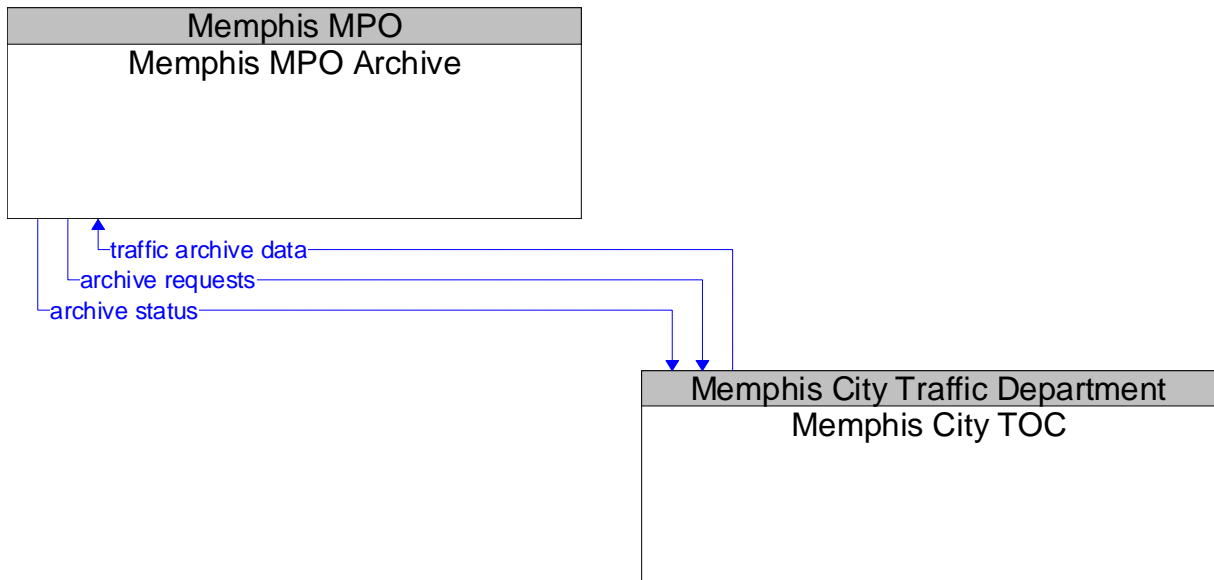 Memphis MPO
Memphis MPO Archive
traffic archive data
archive requests
archive status
Memphis City Traffic Department
Memphis City TOC